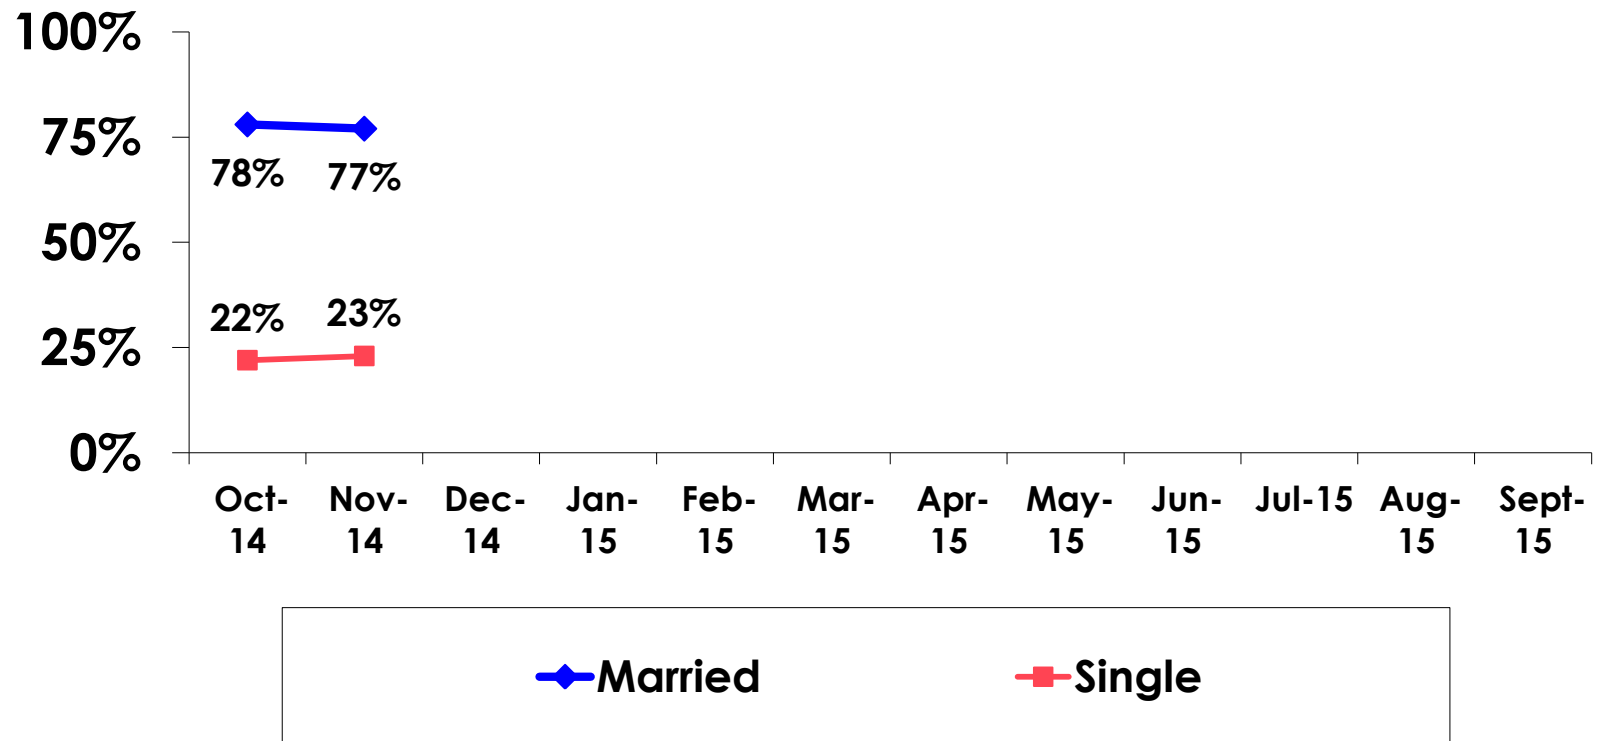 100%
75%
78% 77%
50%
22% 23%
25%
0%
Oct- Nov- Dec- Jan- Feb- Mar- Apr- May- Jun- Jul-15 Aug- Sept-
14 14 14 15 15 15 15 15 15 15 15
Married Single